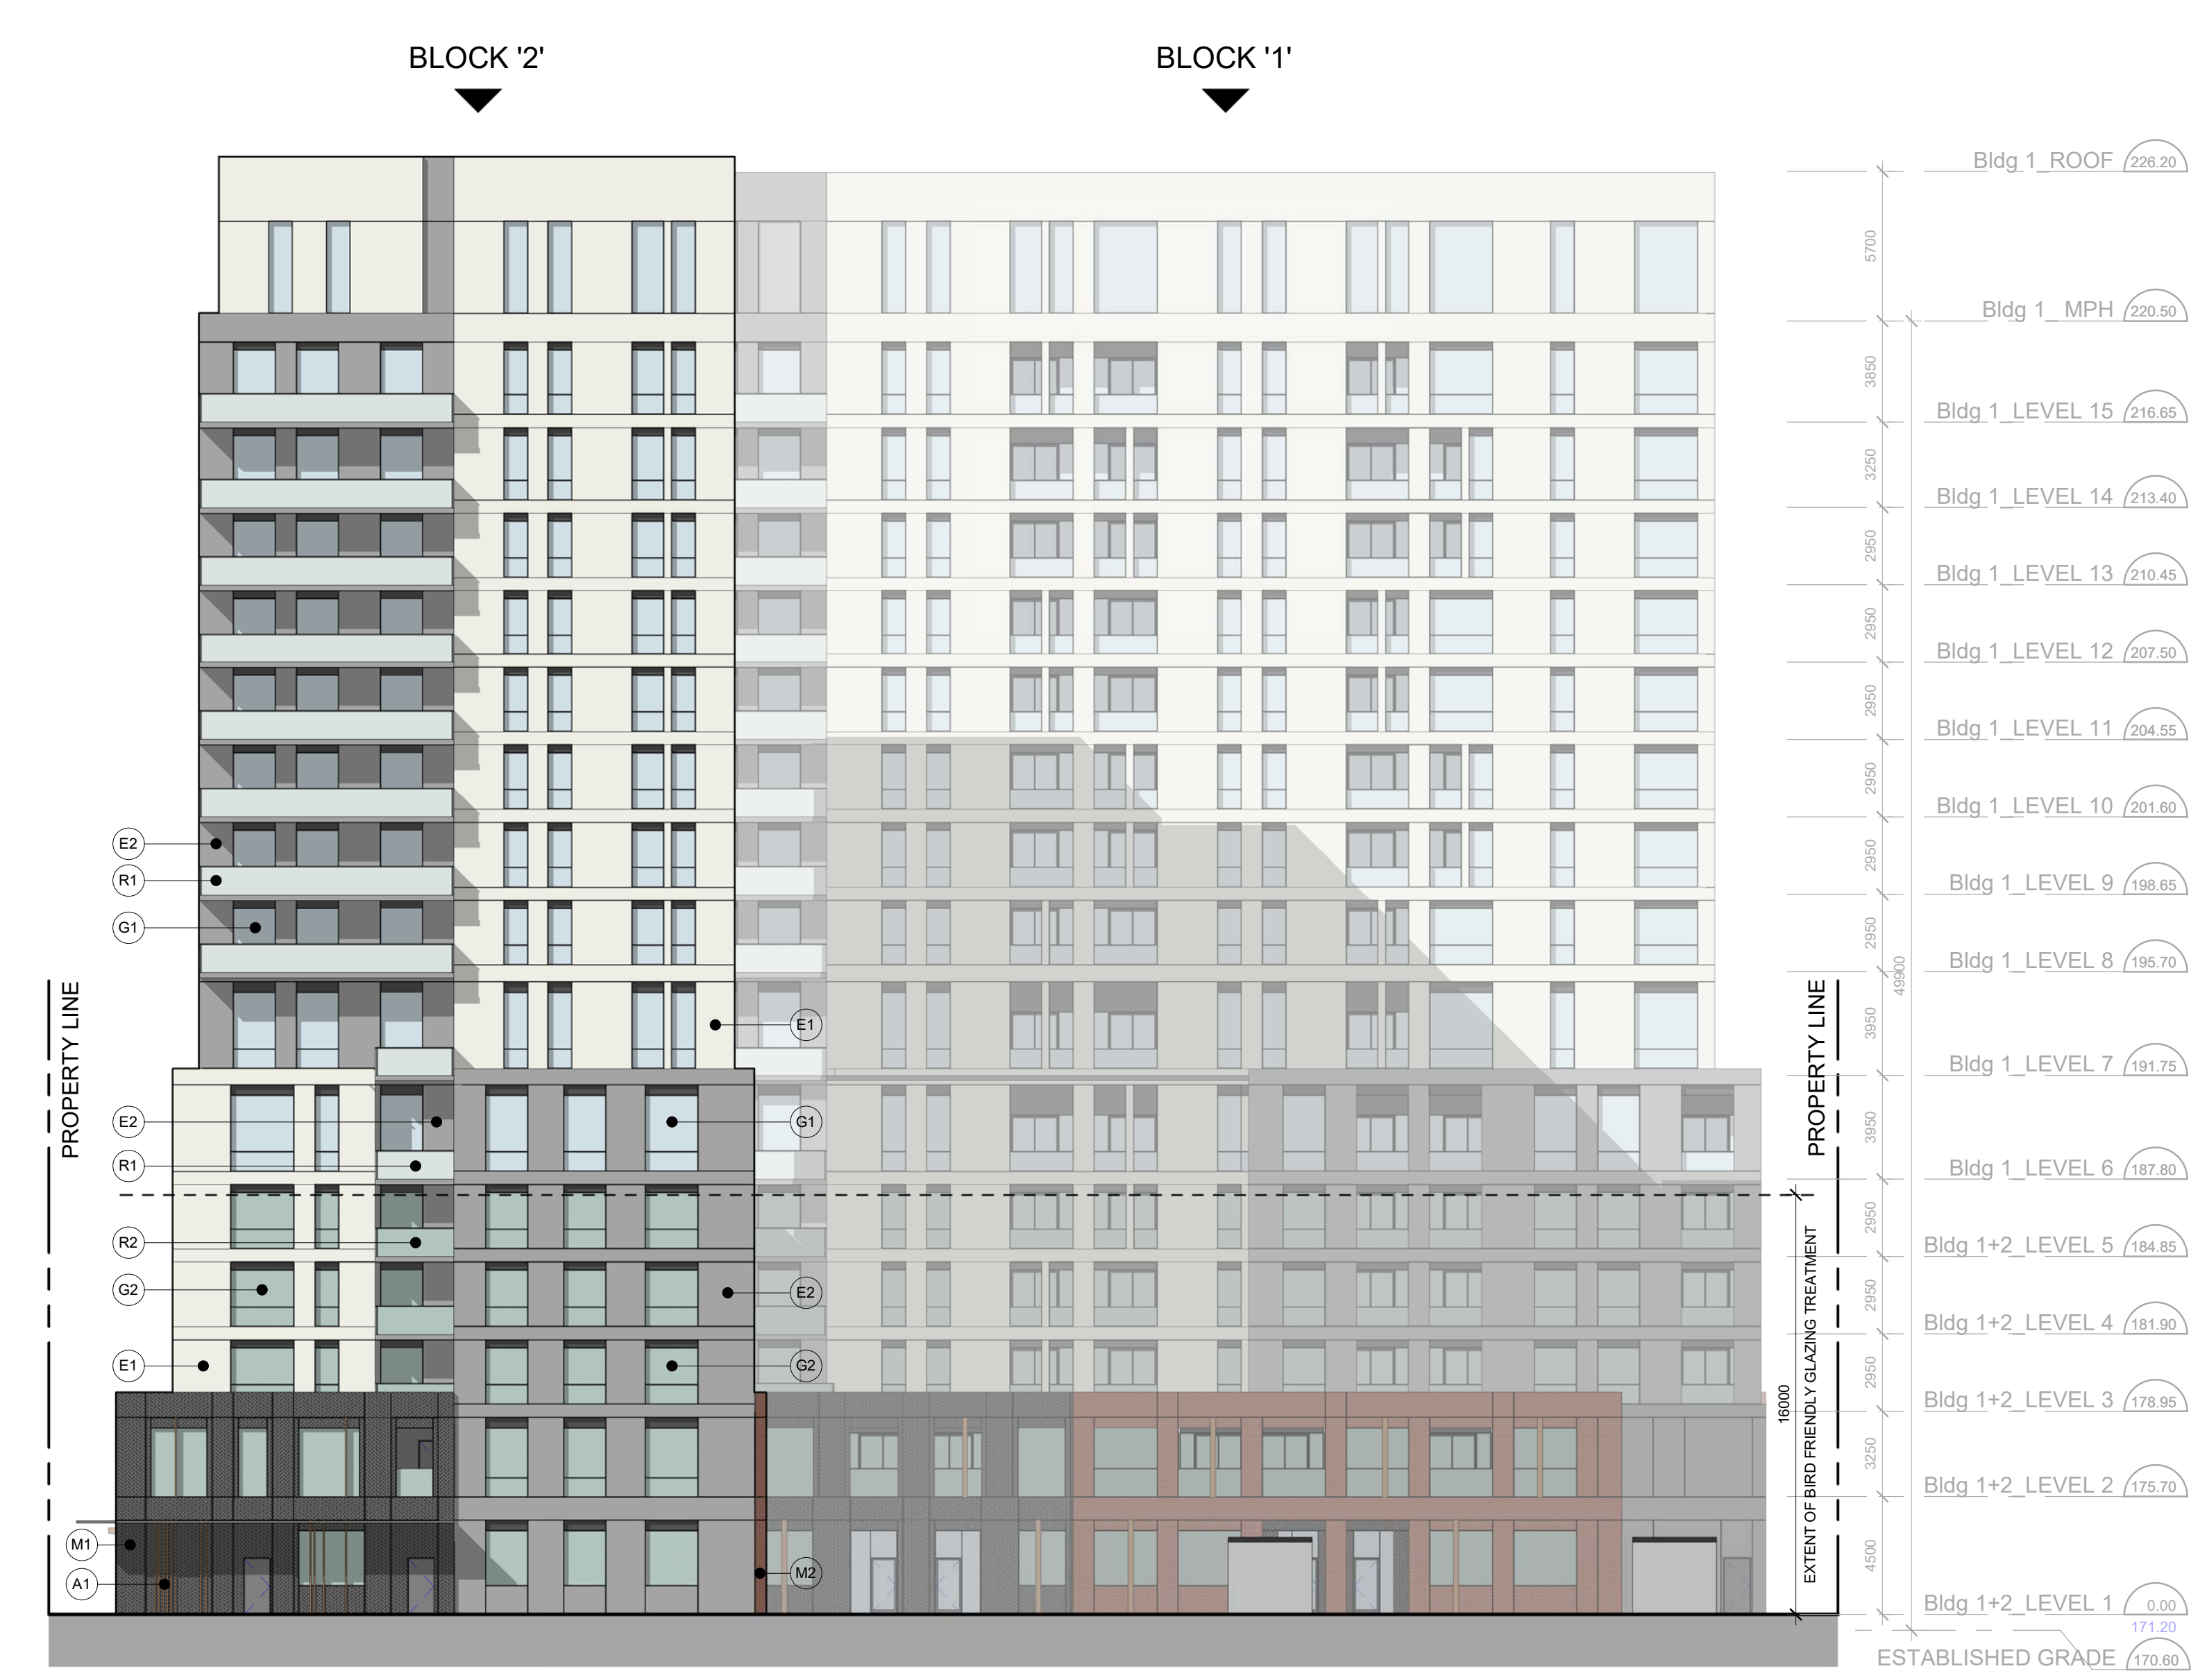 BLOCK '2'
BLOCK '1'
Bldg 1_ROOF 226.20
5700
Bldg 1_ MPH 220.50
3850
Bldg 1_LEVEL 15 216.65
3250
Bldg 1_LEVEL 14 213.40
2950
Bldg 1_LEVEL 13 210.45
2950
Bldg 1_LEVEL 12 207.50
2950
Bldg 1_LEVEL 11 204.55
2950
Bldg 1_LEVEL 10 201.60
E2
2950
R1
Bldg 1_LEVEL 9 198.65
G1
2950
Bldg 1_LEVEL 8 195.70
49900
PROPERTY LINE
E1
PROPERTY LINE
3950
Bldg 1_LEVEL 7 191.75
E2
G1
3950
R1
Bldg 1_LEVEL 6 187.80
2950
R2
Bldg 1+2_LEVEL 5 184.85
G2
E2
2950
Bldg 1+2_LEVEL 4 181.90
E1
G2
2950
Bldg 1+2_LEVEL 3 178.95
16000
EXTENT OF BIRD FRIENDLY GLAZING TREATMENT
3250
Bldg 1+2_LEVEL 2 175.70
M1
4500
A1
M2
Bldg 1+2_LEVEL 1 0.00
171.20
ESTABLISHED GRADE 170.60